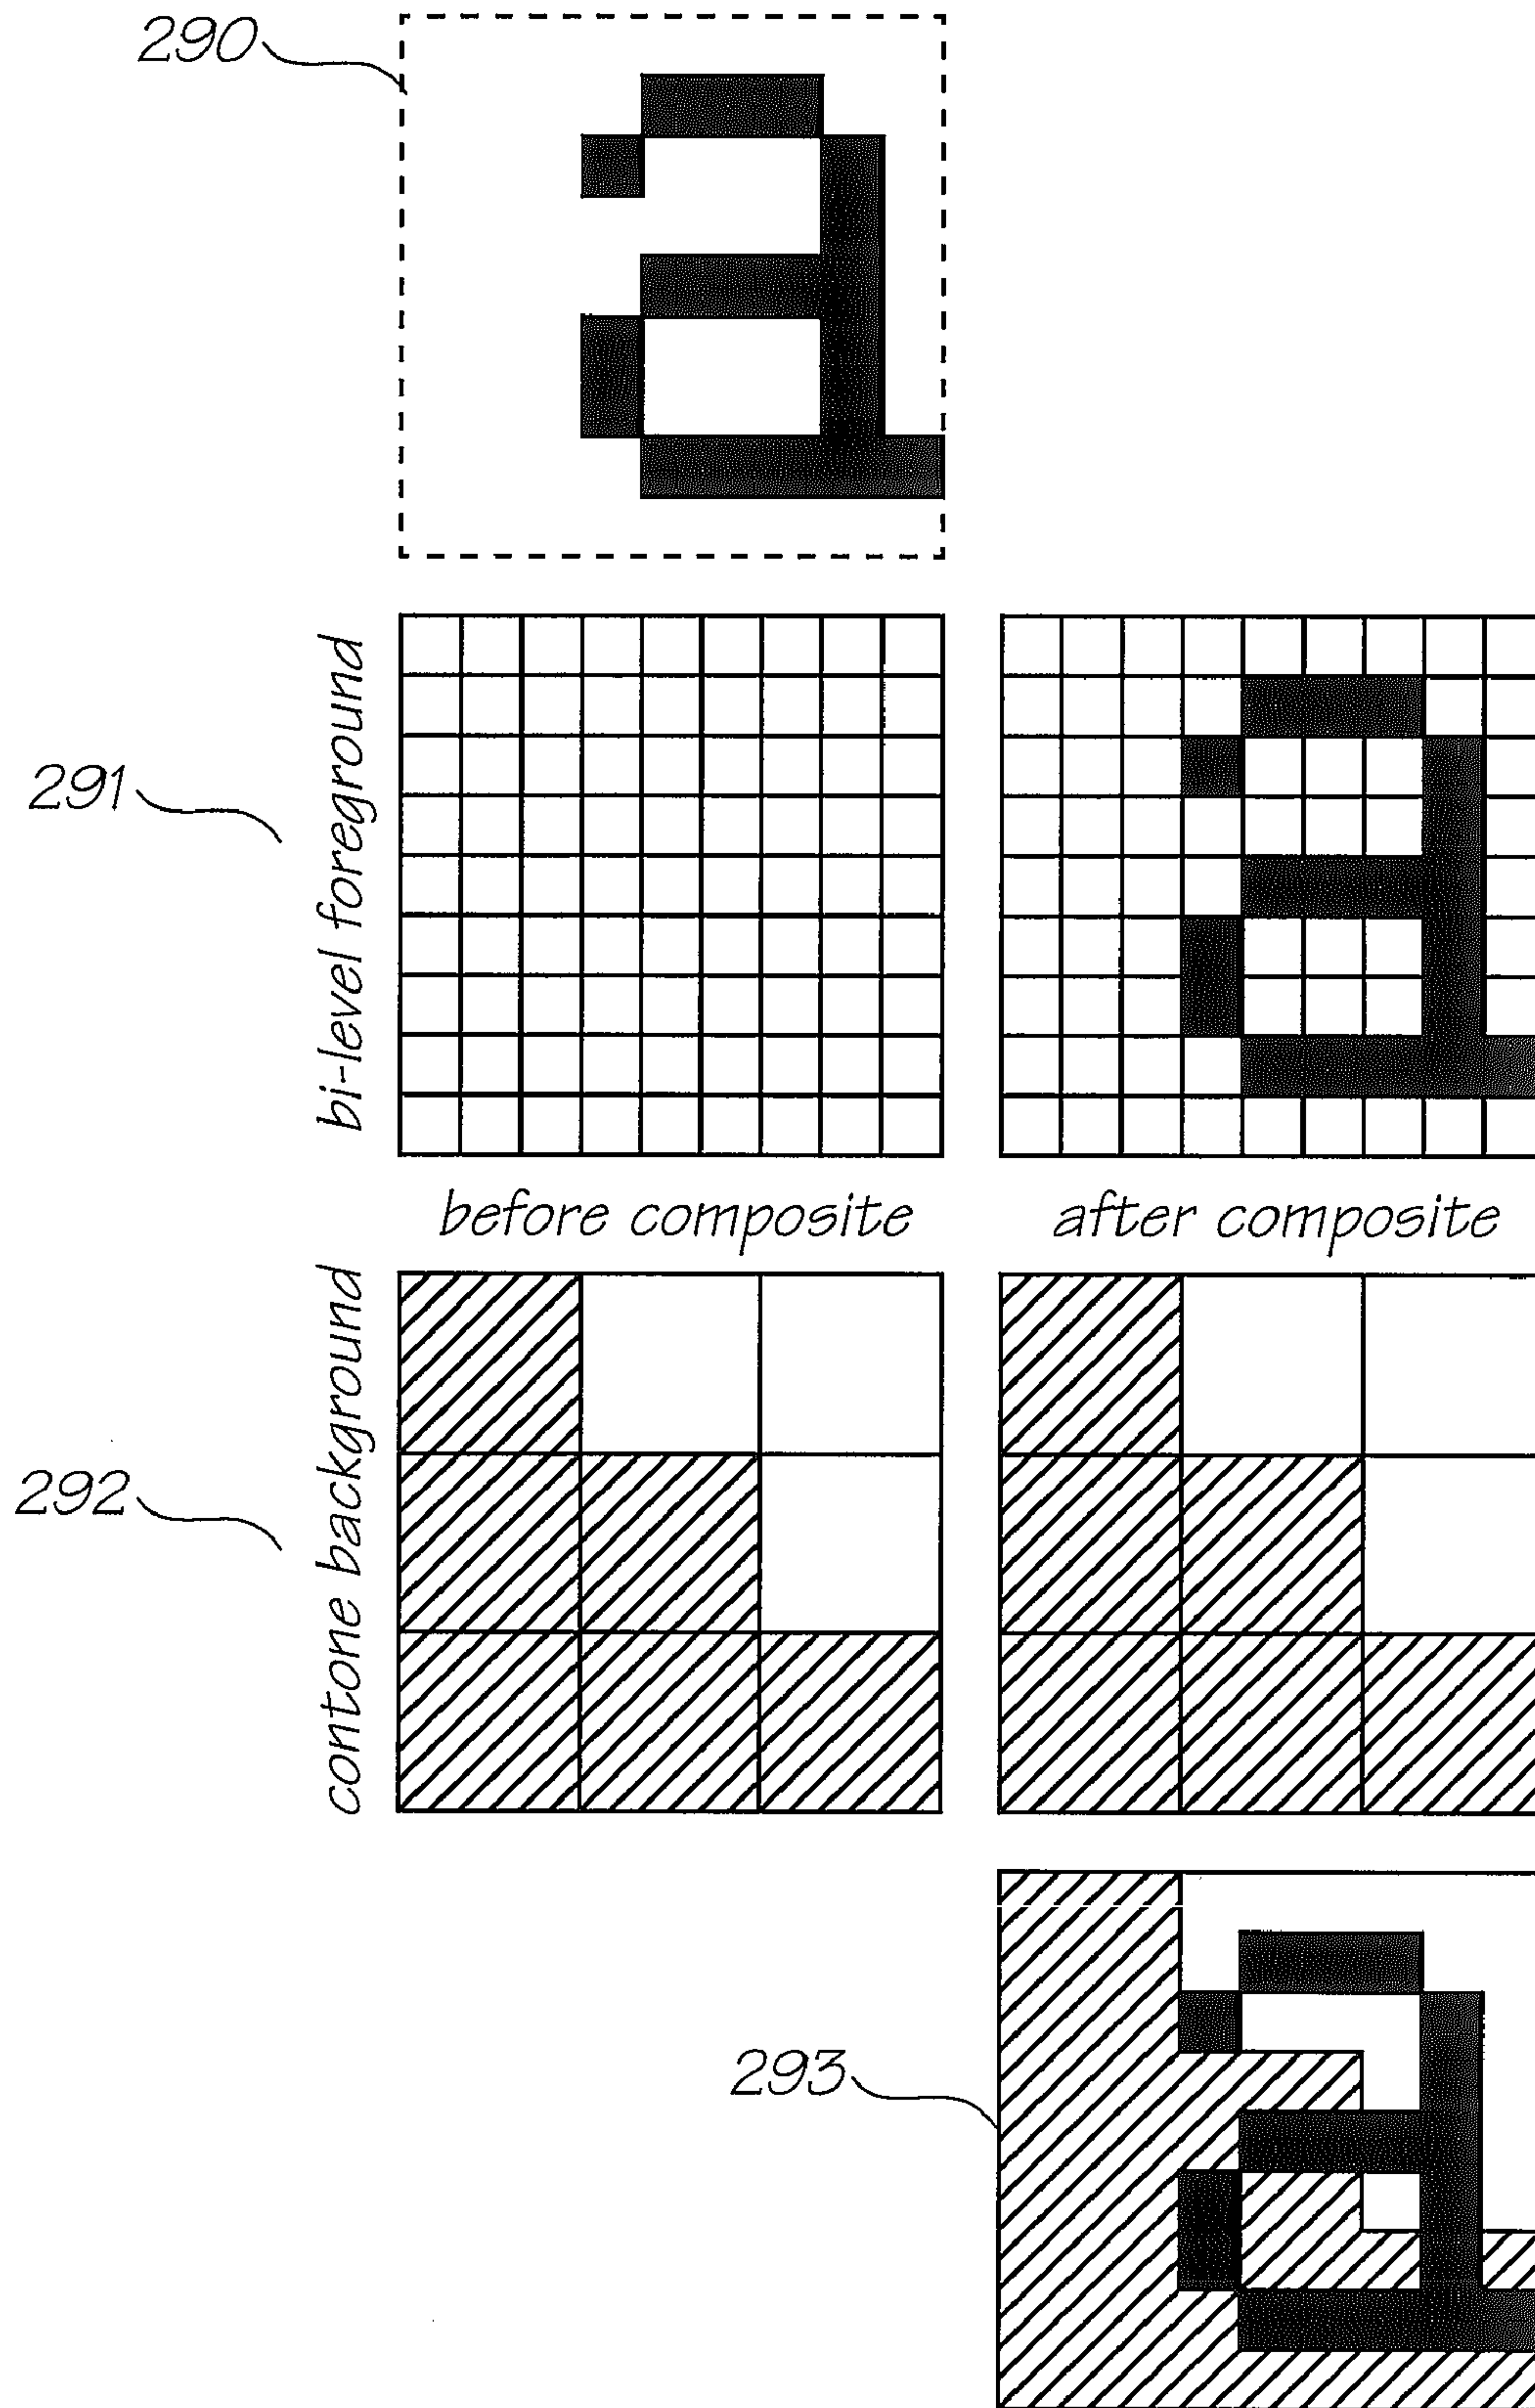 290
a
291
bi-level foreground
a
before composite
after composite
292
contone background
293
a